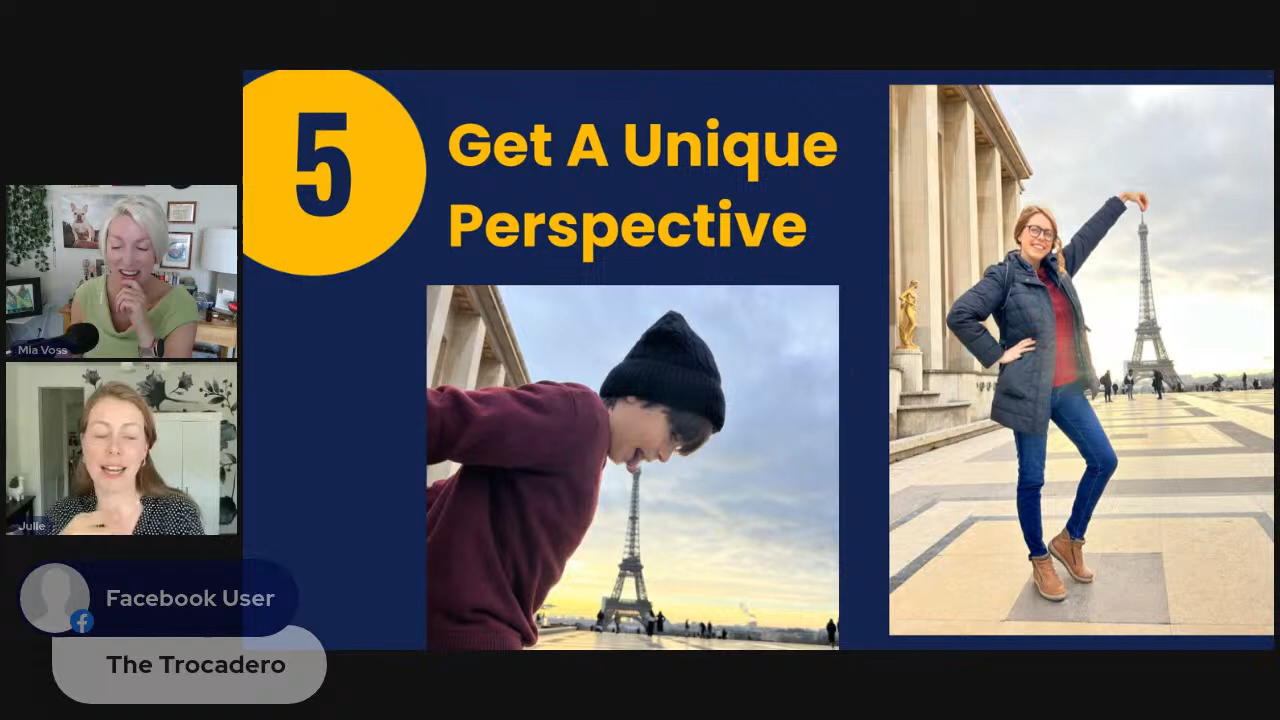 5
Get A Unique
Perspective
Mia Voss
Julie
Facebook User
The Trocadero